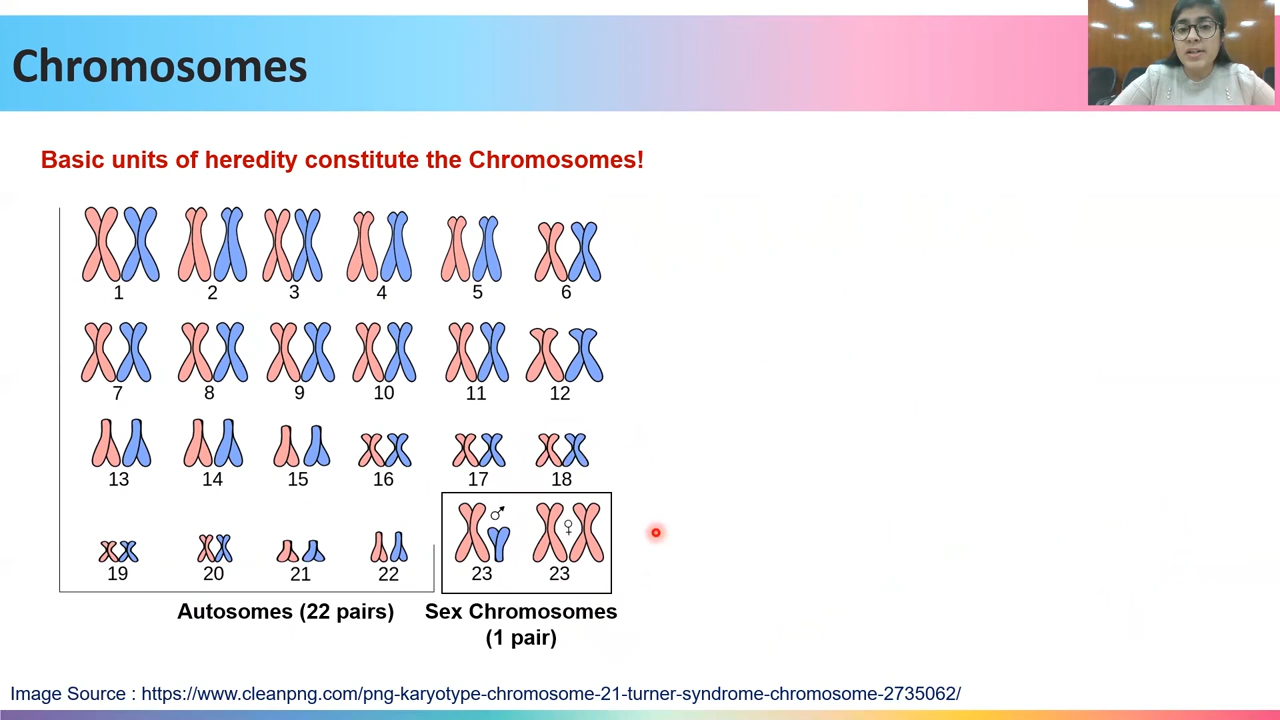 Chromosomes
Basic units of heredity constitute the Chromosomes!
1 2 3 4 5 6
7 8 9 10 11 12
13 14 15 16 17 18
♂ ♀
19 20 21 22 23 23
Autosomes (22 pairs) Sex Chromosomes
(1 pair)
Image Source : https://www.cleanpng.com/png-karyotype-chromosome-21-turner-syndrome-chromosome-2735062/